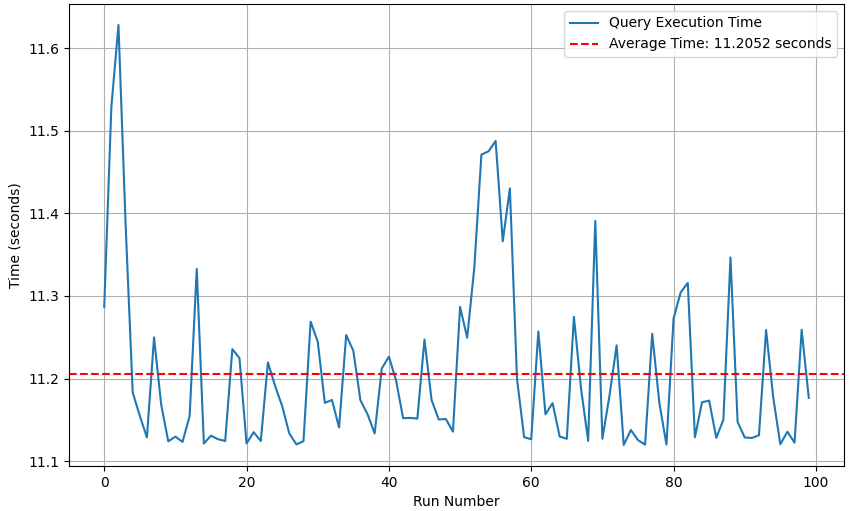 Query Execution Time
Average Time: 11.2052 seconds
11.6
11.5
11.4
11.3
11.2
11.1
Time (seconds)
0 20 40 60 80 100
Run Number